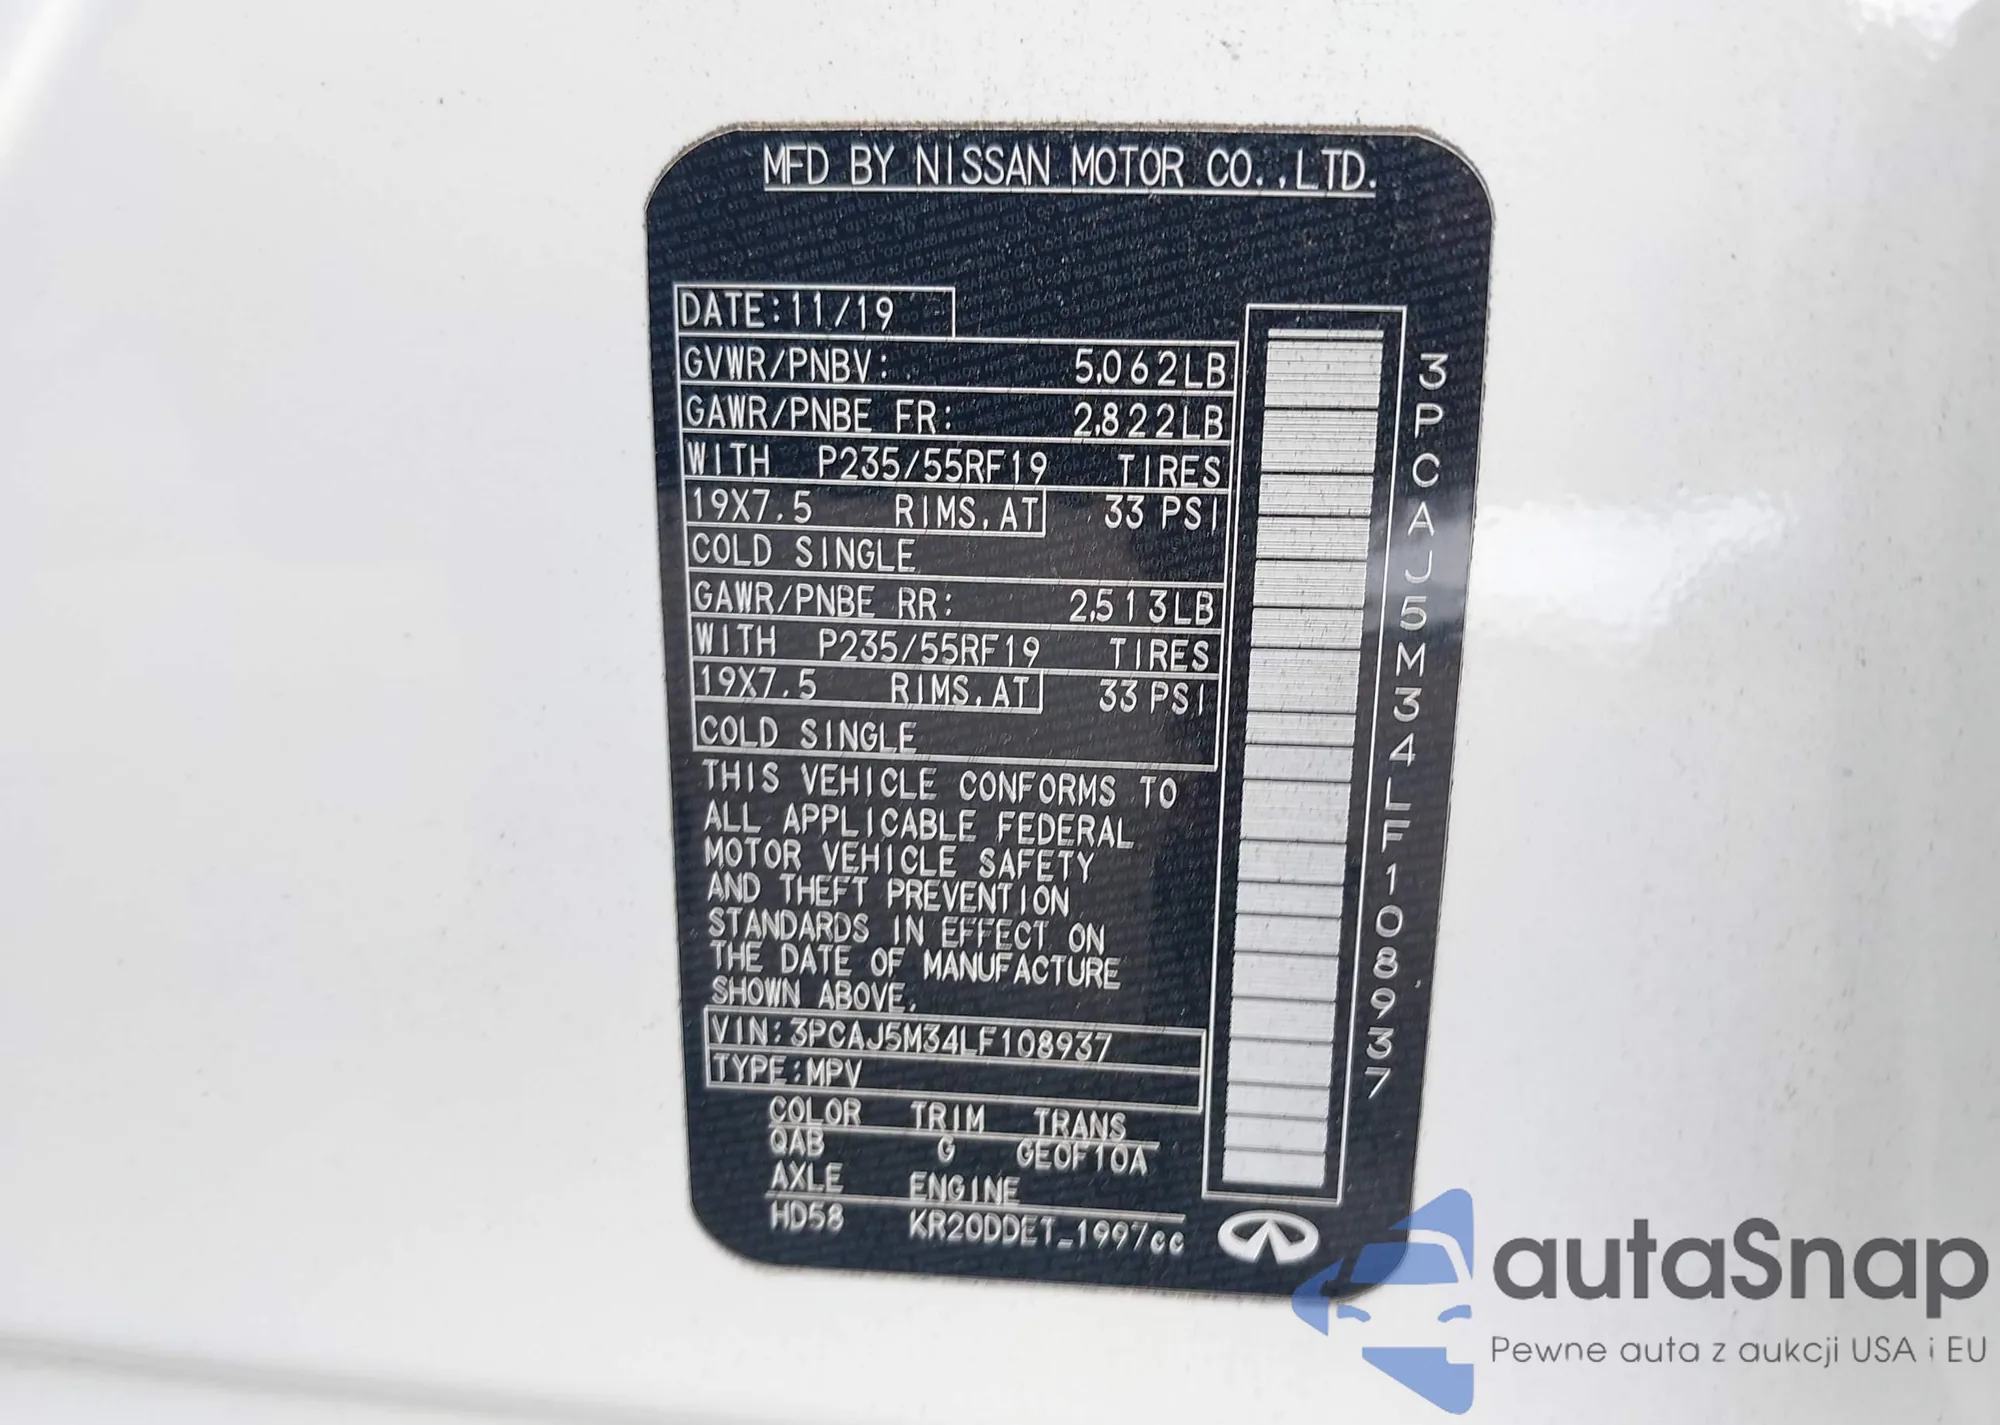 MFD BY NISSAN MOTOR CO.,LTD.
DATE:11/19
GVWR/PNBV: 5,062LB
GAWR/PNBE FR: 2,822LB
WITH P235/55RF19 TIRES
19X7.5 RIMS,AT 33 PSI
COLD SINGLE
GAWR/PNBE RR: 2,513LB
WITH P235/55RF19 TIRES
19X7.5 RIMS,AT 33 PSI
COLD SINGLE
THIS VEHICLE CONFORMS TO
ALL APPLICABLE FEDERAL
MOTOR VEHICLE SAFETY
AND THEFT PREVENTION
STANDARDS IN EFFECT ON
THE DATE OF MANUFACTURE
SHOWN ABOVE.
VIN:3PCAJ5M34LF108937
TYPE:MPV
COLOR TRIM TRANS
QAB G GE0F10A
AXLE ENGINE
HD58 KR20DDET_1997cc
3PCAJ5M34LF108937
autaSnap
Pewne auta z aukcji USA i EU